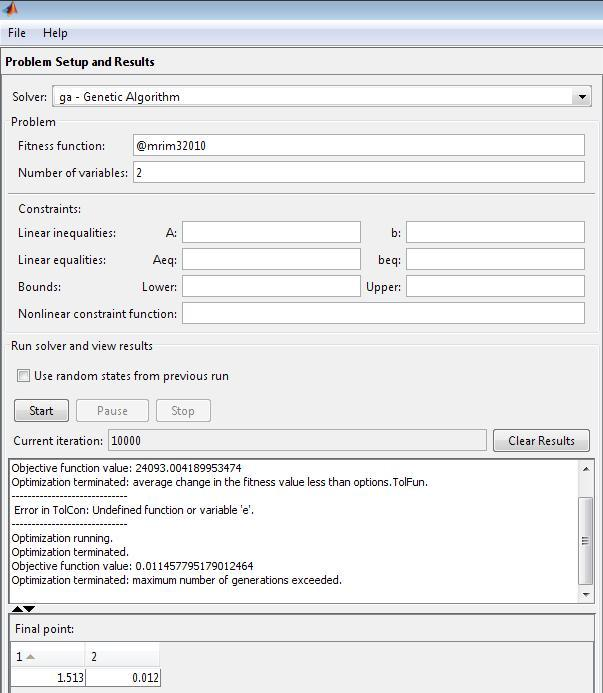 File Help
Problem Setup and Results
Solver: ga - Genetic Algorithm
Problem
Fitness function: @mrim32010
Number of variables: 2
Constraints:
Linear inequalities: A: b:
Linear equalities: Aeq: beq:
Bounds: Lower: Upper:
Nonlinear constraint function:
Run solver and view results
Use random states from previous run
Start Pause Stop
Current iteration: 10000 Clear Results
Objective function value: 24093.004189953474
Optimization terminated: average change in the fitness value less than options.TolFun.
-----------------------------
Error in TolCon: Undefined function or variable 'e'.
-----------------------------
Optimization running.
Optimization terminated.
Objective function value: 0.011457795179012464
Optimization terminated: maximum number of generations exceeded.
Final point:
1 2
1.513 0.012